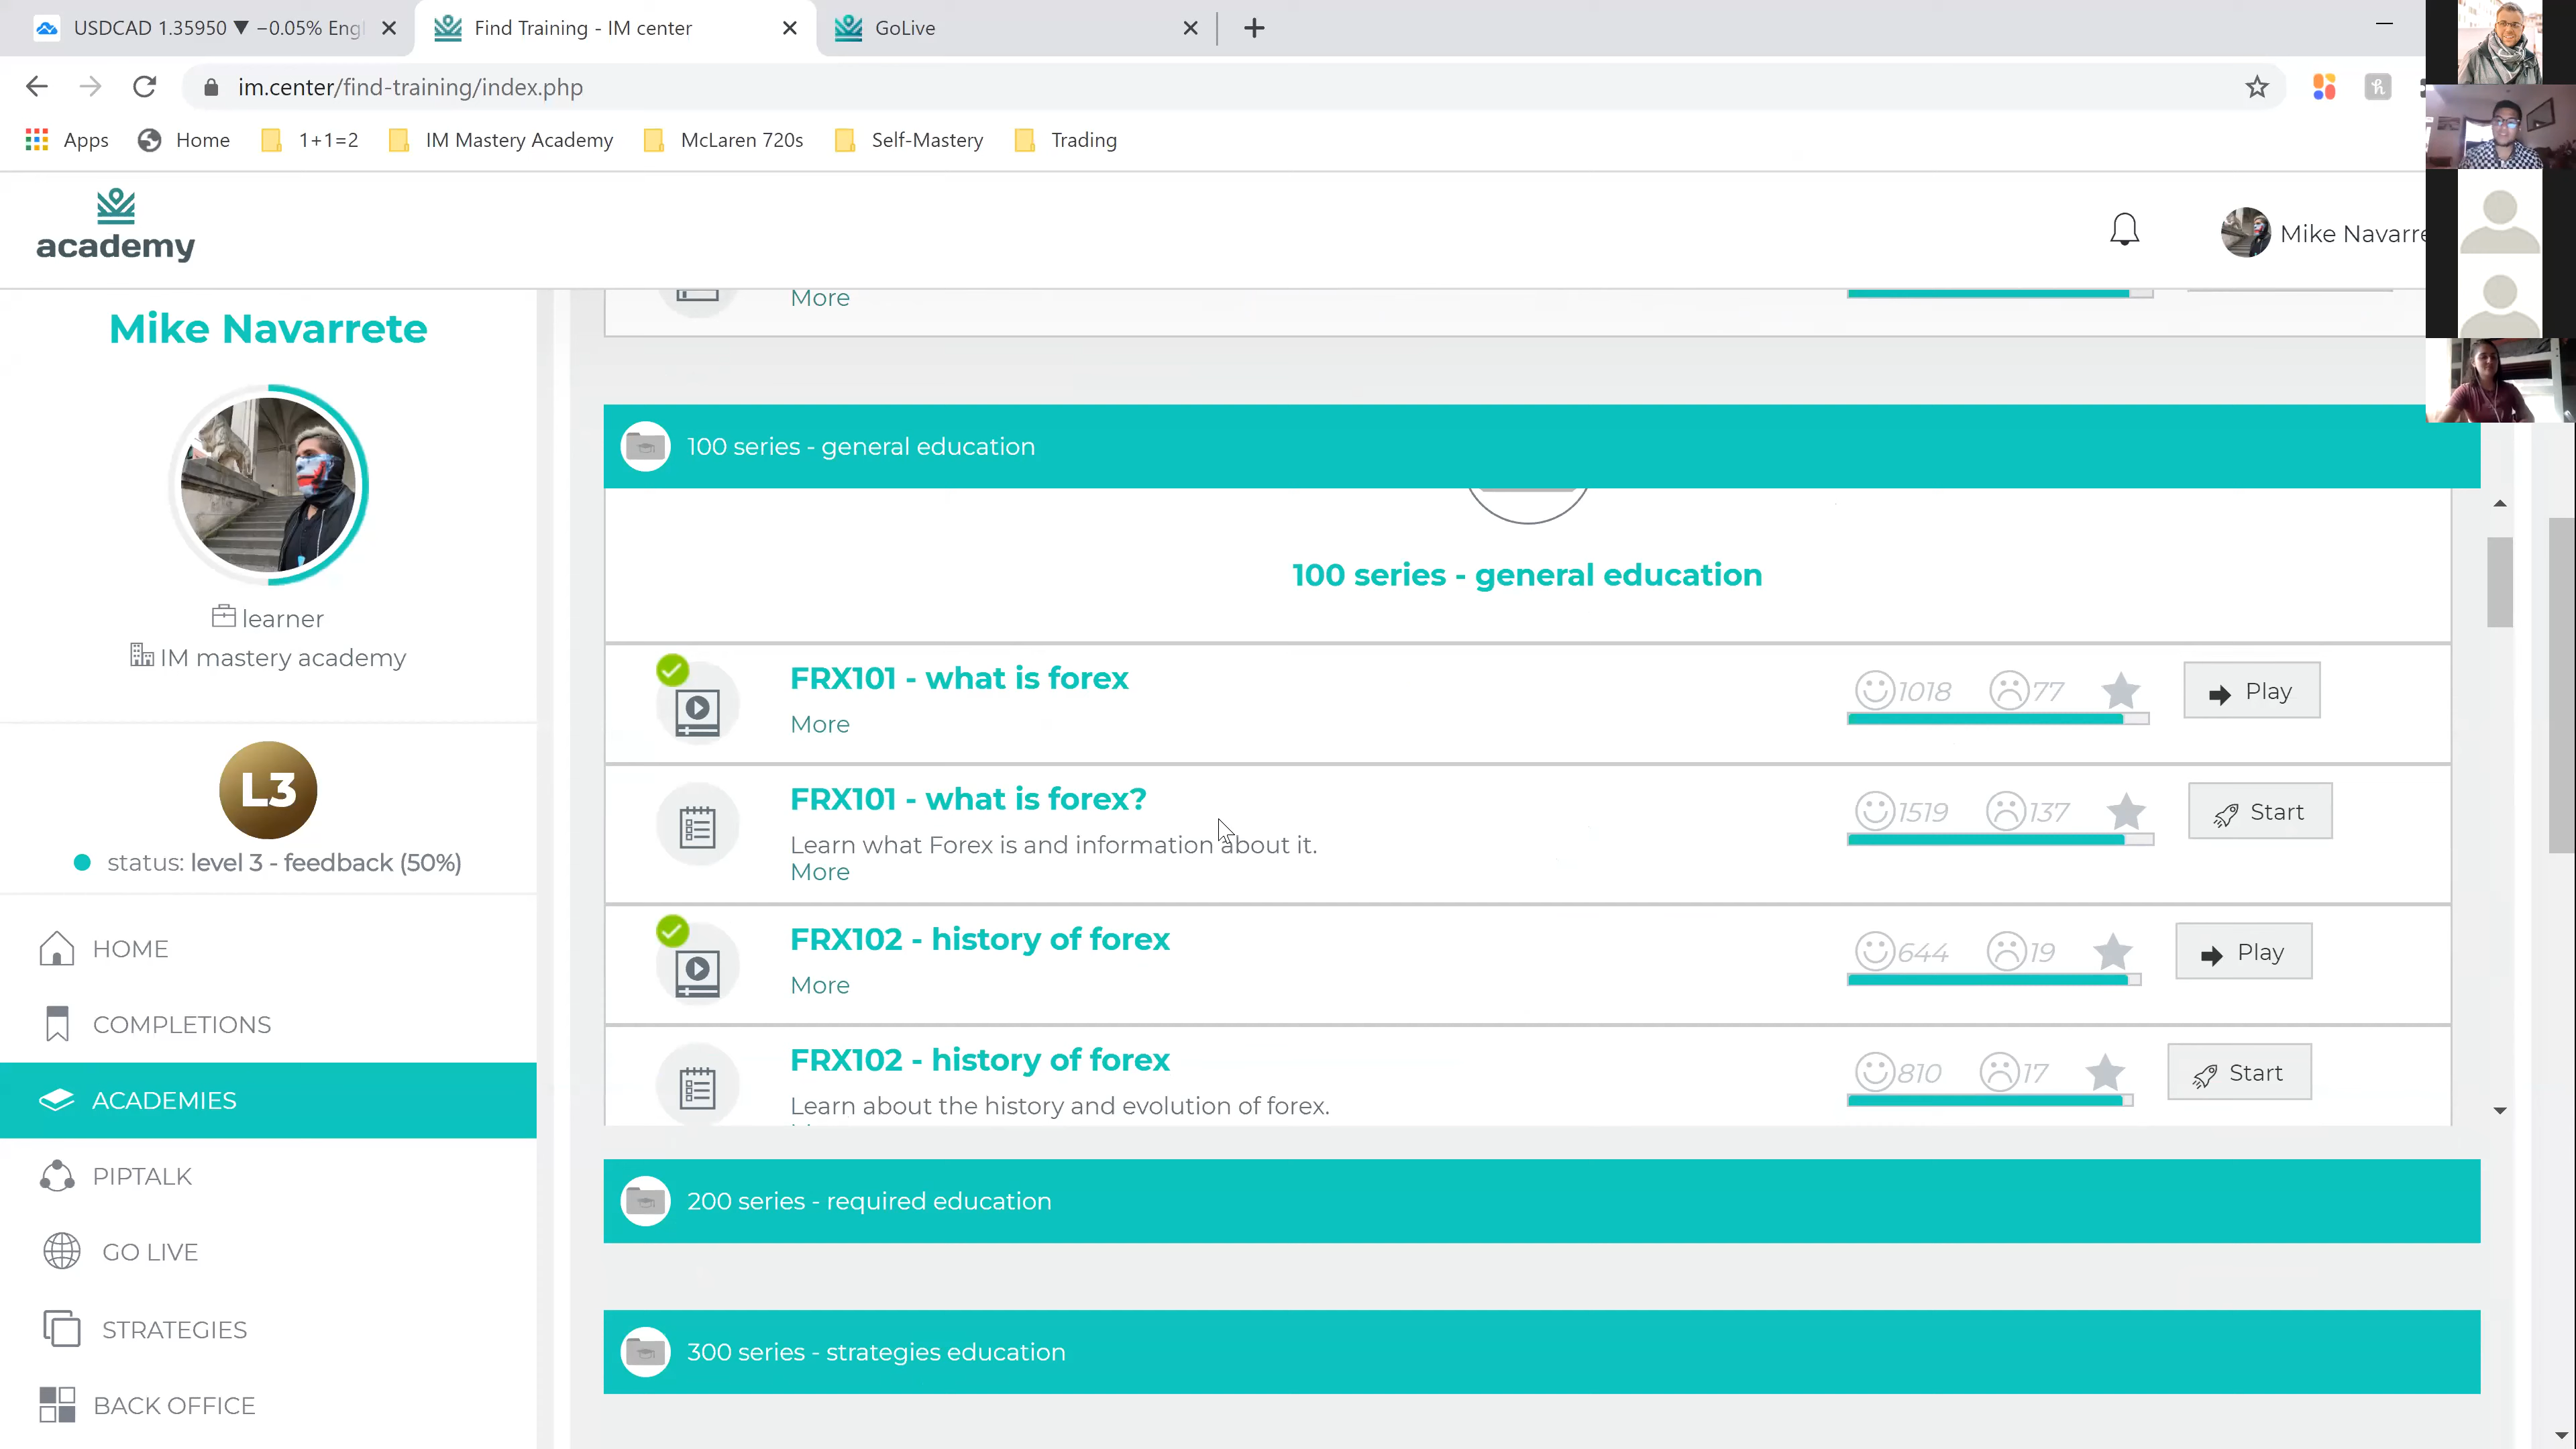 USDCAD 1.35950 ▼ −0.05% Engl
Find Training - IM center
GoLive
im.center/find-training/index.php
Apps
Home
1+1=2
IM Mastery Academy
McLaren 720s
Self-Mastery
Trading
academy
Mike Navarre
Mike Navarrete
learner
IM mastery academy
L3
status: level 3 - feedback (50%)
HOME
COMPLETIONS
ACADEMIES
PIPTALK
GO LIVE
STRATEGIES
BACK OFFICE
More
100 series - general education
100 series - general education
FRX101 - what is forex
More
1018
77
Play
FRX101 - what is forex?
Learn what Forex is and information about it.
More
1519
137
Start
FRX102 - history of forex
More
644
19
Play
FRX102 - history of forex
Learn about the history and evolution of forex.
810
17
Start
200 series - required education
300 series - strategies education